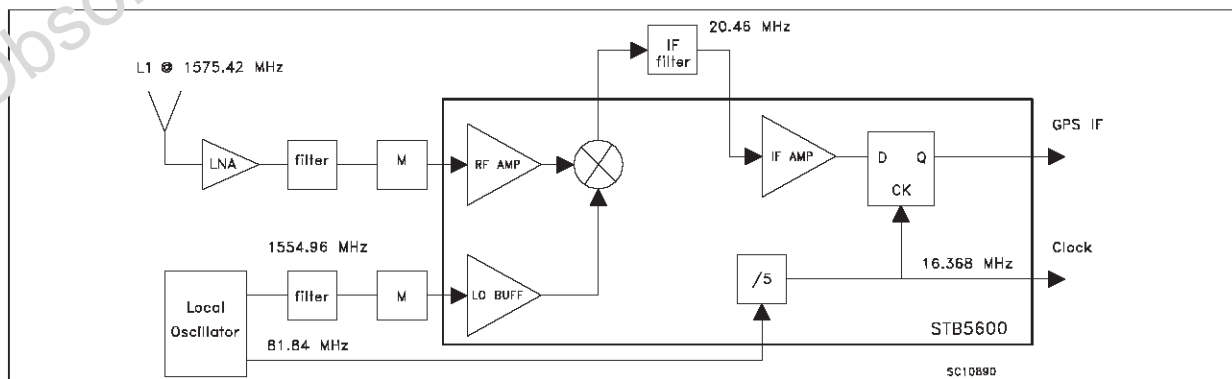 Obsol
20.46 MHz
IF
filter
L1 @ 1575.42 MHz
GPS IF
LNA
filter
M
RF AMP
IF AMP
D Q
CK
1554.96 MHz
Clock
16.368 MHz
/5
filter
M
LO BUFF
Local
Oscillator
81.84 MHz
STB5600
SC10890